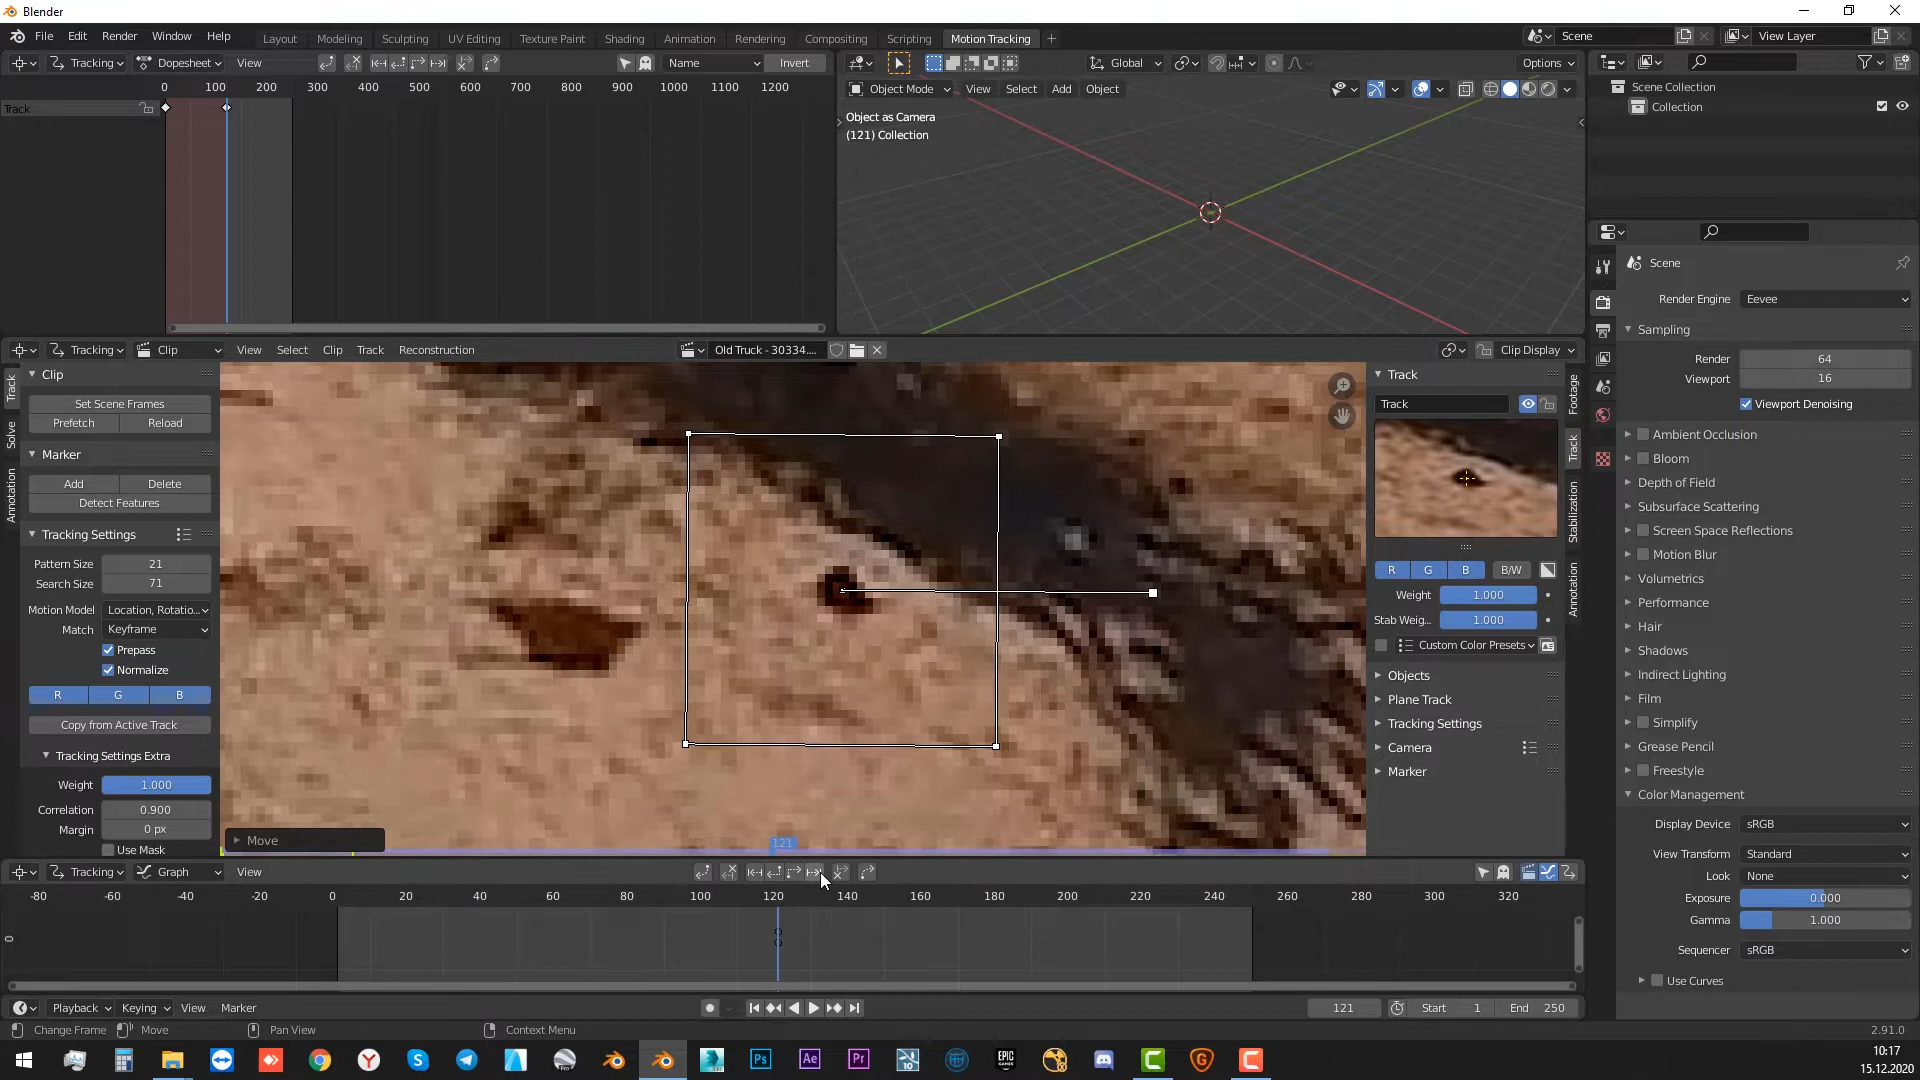 Blender
File Edit Render Window Help
Layout Modeling Sculpting UV Editing Texture Paint Shading Animation Rendering Compositing Scripting Motion Tracking
Scene
View Layer
Tracking Dopesheet View Name Invert
0 100 200 300 400 500 600 700 800 900 1000 1100 1200
Track
Global Options
Object Mode View Select Add Object
Object as Camera
(121) Collection
Scene Collection
Collection
Tracking Clip View Select Clip Track Reconstruction Old Truck - 30334.... Clip Display
Track
Solve
Annotation
Clip
Set Scene Frames
Prefetch Reload
Marker
Add Delete
Detect Features
Tracking Settings
Pattern Size 21
Search Size 71
Motion Model Location, Rotatio...
Match Keyframe
Prepass
Normalize
R G B
Copy from Active Track
Tracking Settings Extra
Weight 1.000
Correlation 0.900
Margin 0 px
Use Mask
Move
121
Track
Track
R G B B/W
Weight 1.000
Stab Weig... 1.000
Custom Color Presets
Objects
Plane Track
Tracking Settings
Camera
Marker
Footage
Track
Stabilization
Annotation
Scene
Render Engine Eevee
Sampling
Render 64
Viewport 16
Viewport Denoising
Ambient Occlusion
Bloom
Depth of Field
Subsurface Scattering
Screen Space Reflections
Motion Blur
Volumetrics
Performance
Hair
Shadows
Indirect Lighting
Film
Simplify
Grease Pencil
Freestyle
Color Management
Display Device sRGB
View Transform Standard
Look None
Exposure 0.000
Gamma 1.000
Sequencer sRGB
Use Curves
Tracking Graph View
-80 -60 -40 -20 0 20 40 60 80 100 120 140 160 180 200 220 240 260 280 300 320
0
Playback Keying View Marker
121 Start 1 End 250
Change Frame Move Pan View Context Menu
2.91.0
Y S Ps Ae Pr 10 EPIC GAMES G C
10:17
15.12.2020